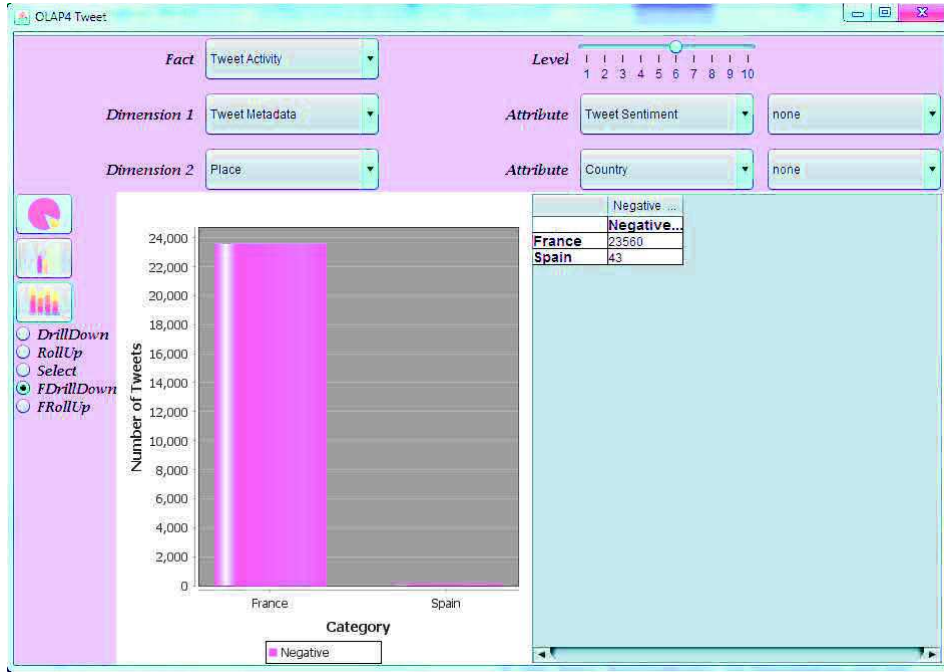 OLAP4 Tweet
Fact Tweet Activity Level
1 2 3 4 5 6 7 8 9 10
Dimension 1 Tweet Metadata Attribute Tweet Sentiment none
Dimension 2 Place Attribute Country none
DrillDown
RollUp
Select
FDrillDown
FRollUp
Number of Tweets
24,000
22,000
20,000
18,000
16,000
14,000
12,000
10,000
8,000
6,000
4,000
2,000
0
France Spain
Category
Negative
Negative ...
Negative...
France 23560
Spain 43